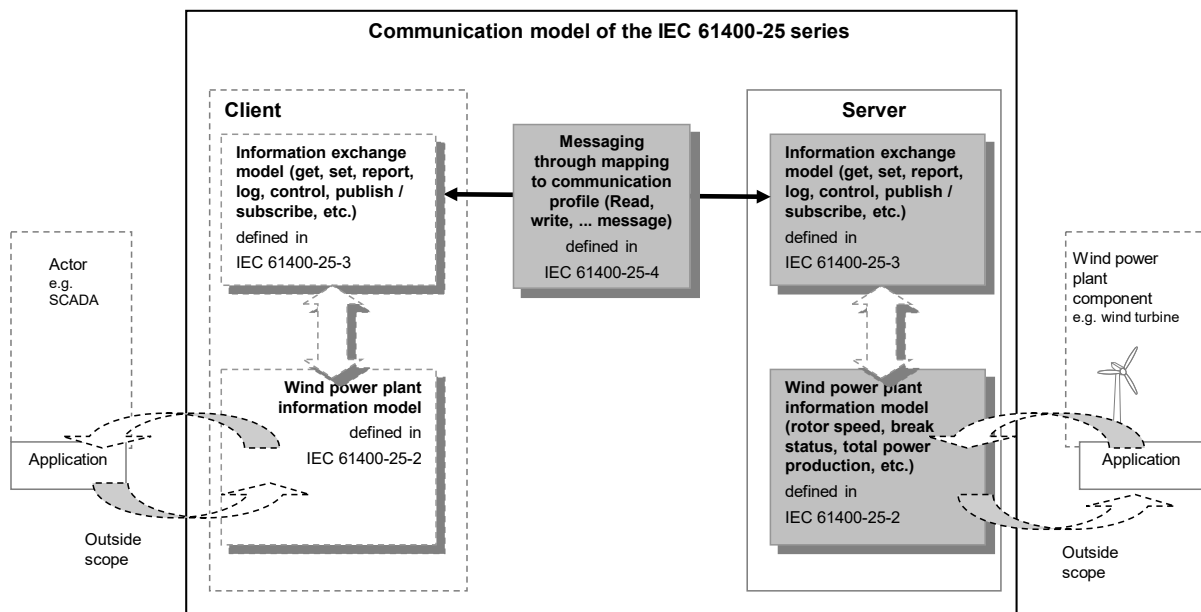 Communication model of the IEC 61400-25 series
Client
Information exchange
model (get, set, report,
log, control, publish /
subscribe, etc.)
defined in
IEC 61400-25-3
Messaging
through mapping
to communication
profile (Read,
write, ... message)
defined in
IEC 61400-25-4
Server
Information exchange
model (get, set, report,
log, control, publish /
subscribe, etc.)
defined in
IEC 61400-25-3
Actor
e.g.
SCADA
Wind power
plant
component
e.g. wind turbine
Wind power plant
information model
defined in
IEC 61400-25-2
Wind power plant
information model
(rotor speed, break
status, total power
production, etc.)
defined in
IEC 61400-25-2
Application
Application
Outside
scope
Outside
scope